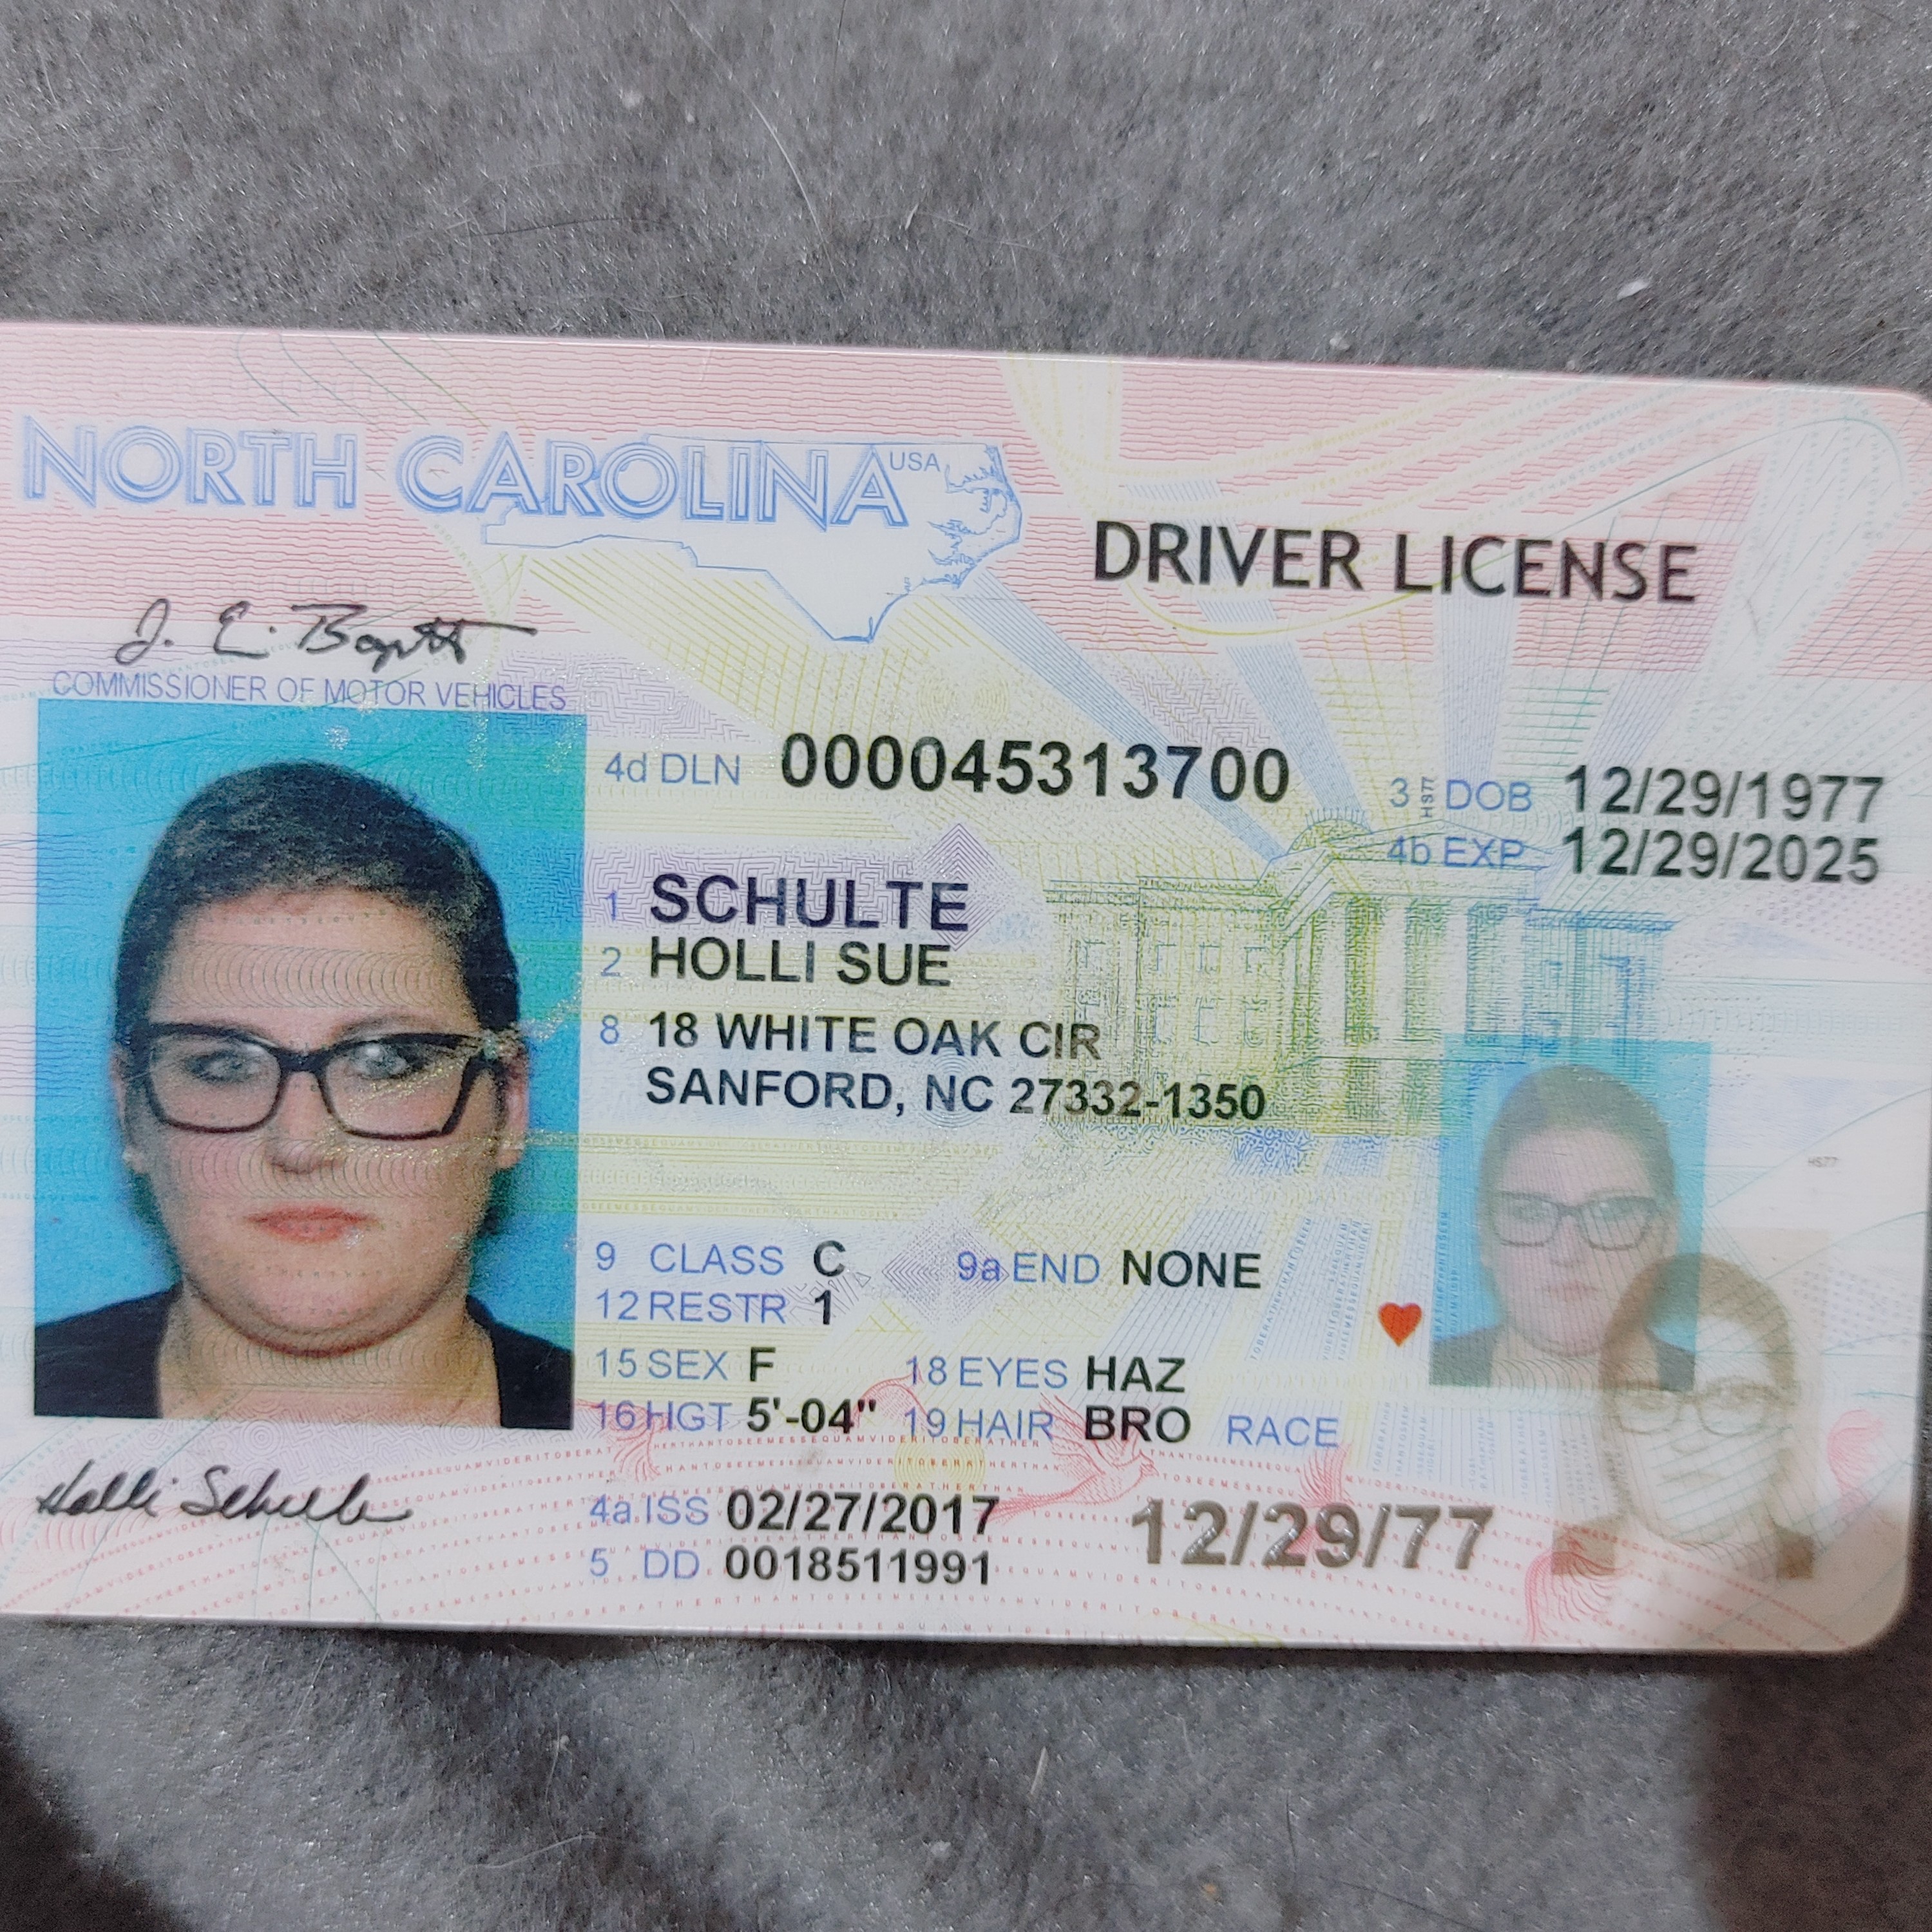 NORTH CAROLINA USA
DRIVER LICENSE
COMMISSIONER OF MOTOR VEHICLES
4d DLN 000045313700
3 DOB 12/29/1977
4b EXP 12/29/2025
1 SCHULTE
2 HOLLI SUE
8 18 WHITE OAK CIR
SANFORD, NC 27332-1350
9 CLASS C 9a END NONE
12 RESTR 1
15 SEX F 18 EYES HAZ
16 HGT 5'-04" 19 HAIR BRO RACE
Holli Schulte
4a ISS 02/27/2017
5 DD 0018511991
12/29/77
HS77